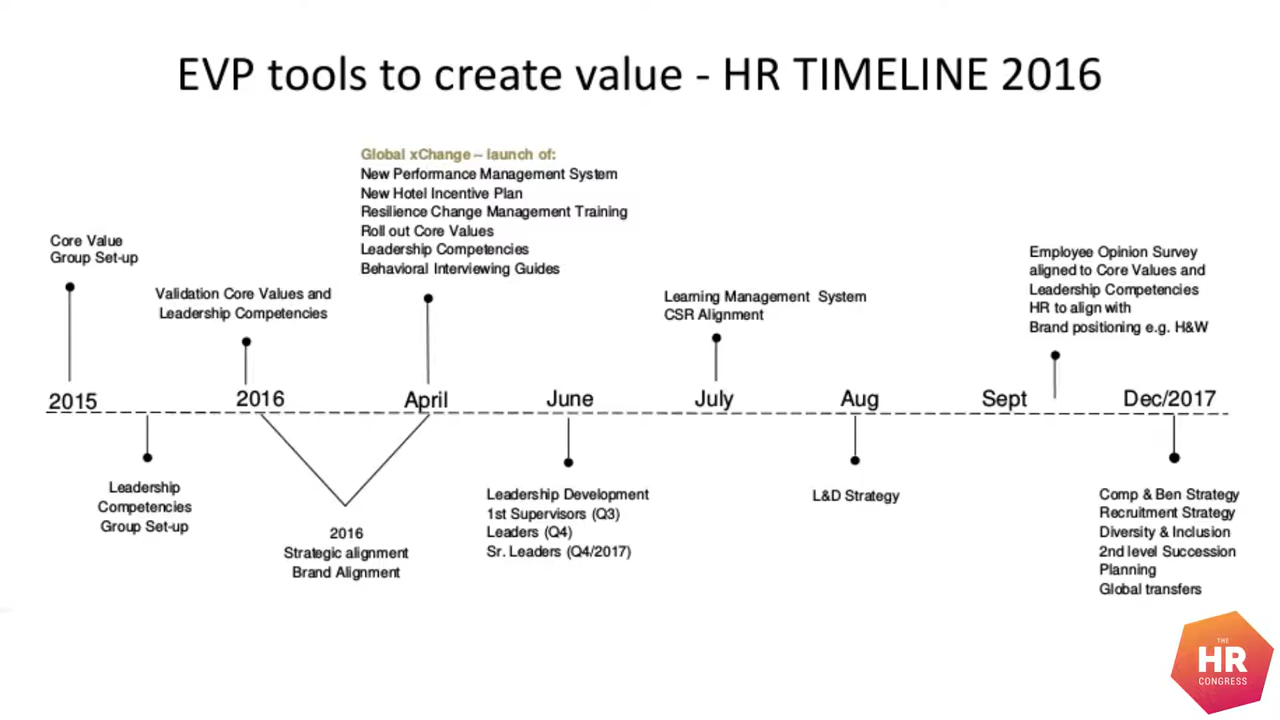 EVP tools to create value - HR TIMELINE 2016
Global xChange – launch of:
New Performance Management System
New Hotel Incentive Plan
Resilience Change Management Training
Roll out Core Values
Leadership Competencies
Behavioral Interviewing Guides
Core Value
Group Set-up
Validation Core Values and
Leadership Competencies
Learning Management System
CSR Alignment
Employee Opinion Survey
aligned to Core Values and
Leadership Competencies
HR to align with
Brand positioning e.g. H&W
2015
2016
April
June
July
Aug
Sept
Dec/2017
Leadership
Competencies
Group Set-up
2016
Strategic alignment
Brand Alignment
Leadership Development
1st Supervisors (Q3)
Leaders (Q4)
Sr. Leaders (Q4/2017)
L&D Strategy
Comp & Ben Strategy
Recruitment Strategy
Diversity & Inclusion
2nd level Succession
Planning
Global transfers
THE
HR
CONGRESS